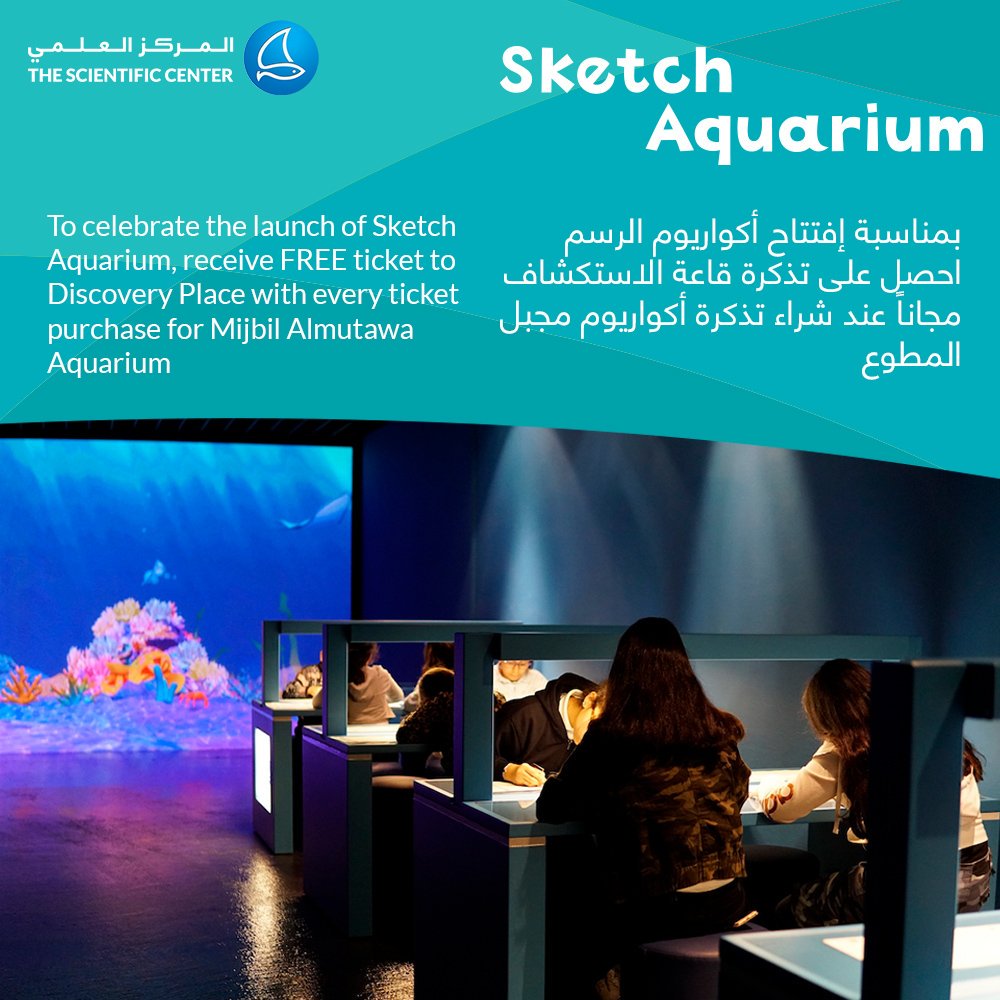 المركز العلمي
THE SCIENTIFIC CENTER
Sketch
Aquarium
To celebrate the launch of Sketch
Aquarium, receive FREE ticket to
Discovery Place with every ticket
purchase for Mijbil Almutawa
Aquarium
بمناسبة إفتتاح أكواريوم الرسم
احصل على تذكرة قاعة الاستكشاف
مجاناً عند شراء تذكرة أكواريوم مجبل
المطوع